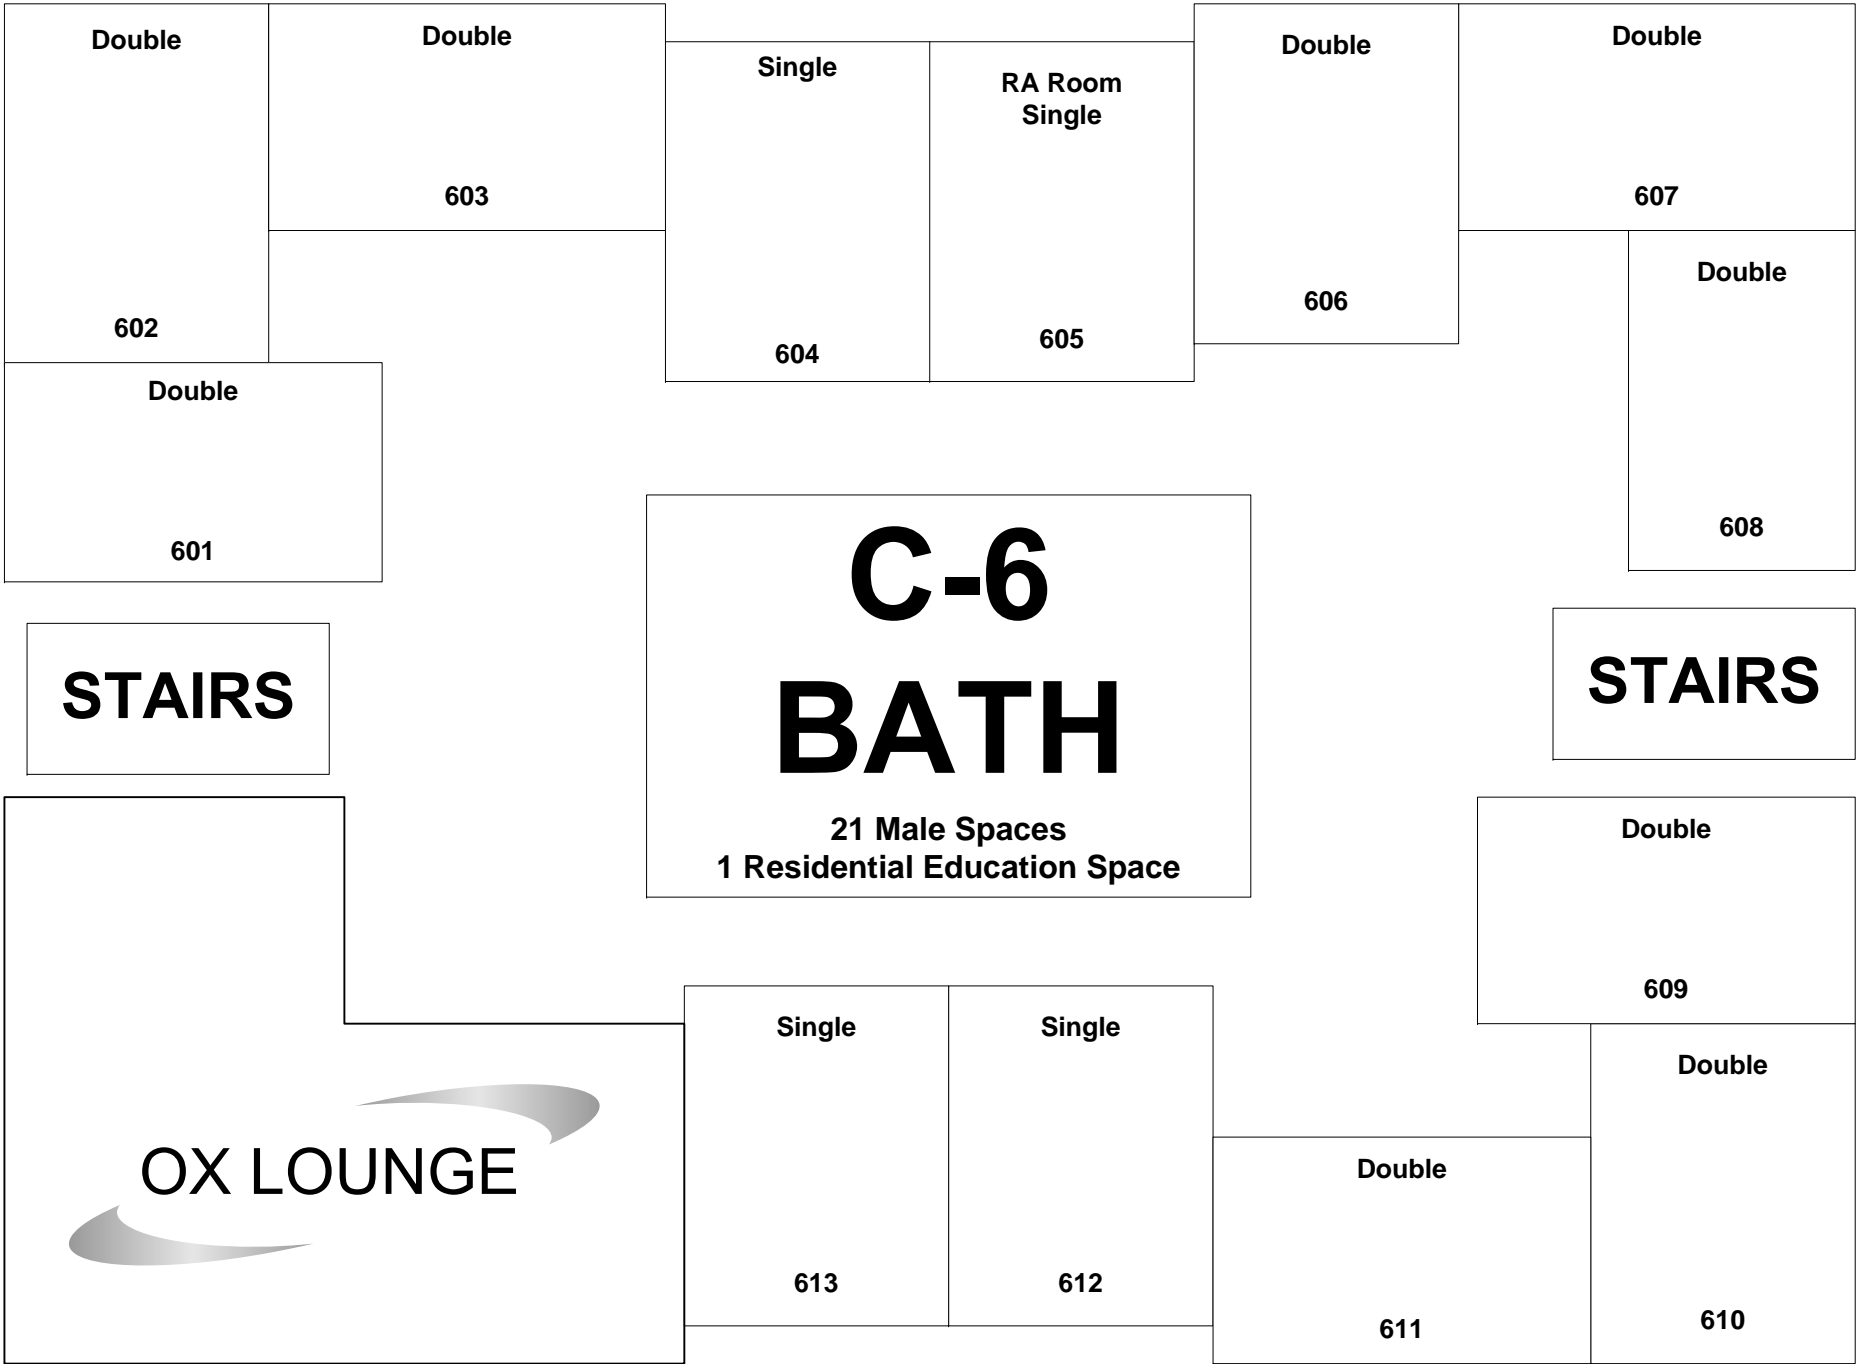 Double
602
Double
603
Single
604
RA Room
Single
605
Double
606
Double
607
Double
608
Double
601
STAIRS
C-6
BATH
21 Male Spaces
1 Residential Education Space
STAIRS
Double
609
Double
610
Double
611
Single
612
Single
613
OX LOUNGE